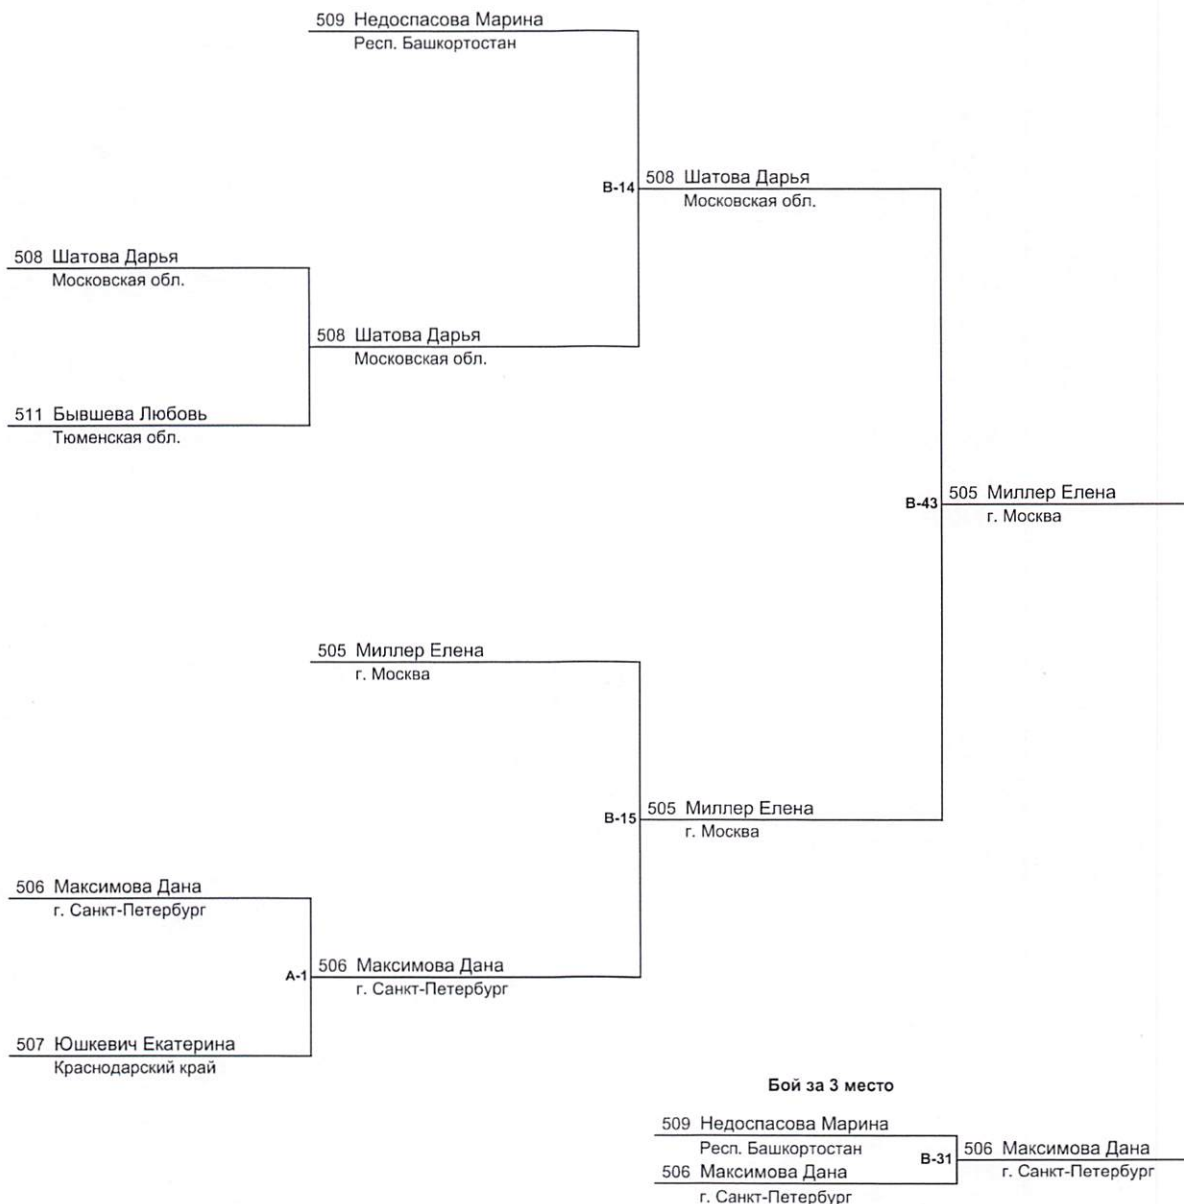 509 Недоспасова Марина
Респ. Башкортостан
B-14
508 Шатова Дарья
Московская обл.
508 Шатова Дарья
Московская обл.
508 Шатова Дарья
Московская обл.
511 Бывшева Любовь
Тюменская обл.
B-43
505 Миллер Елена
г. Москва
505 Миллер Елена
г. Москва
B-15
505 Миллер Елена
г. Москва
506 Максимова Дана
г. Санкт-Петербург
A-1
506 Максимова Дана
г. Санкт-Петербург
507 Юшкевич Екатерина
Краснодарский край
Бой за 3 место
509 Недоспасова Марина
Респ. Башкортостан
B-31
506 Максимова Дана
г. Санкт-Петербург
506 Максимова Дана
г. Санкт-Петербург